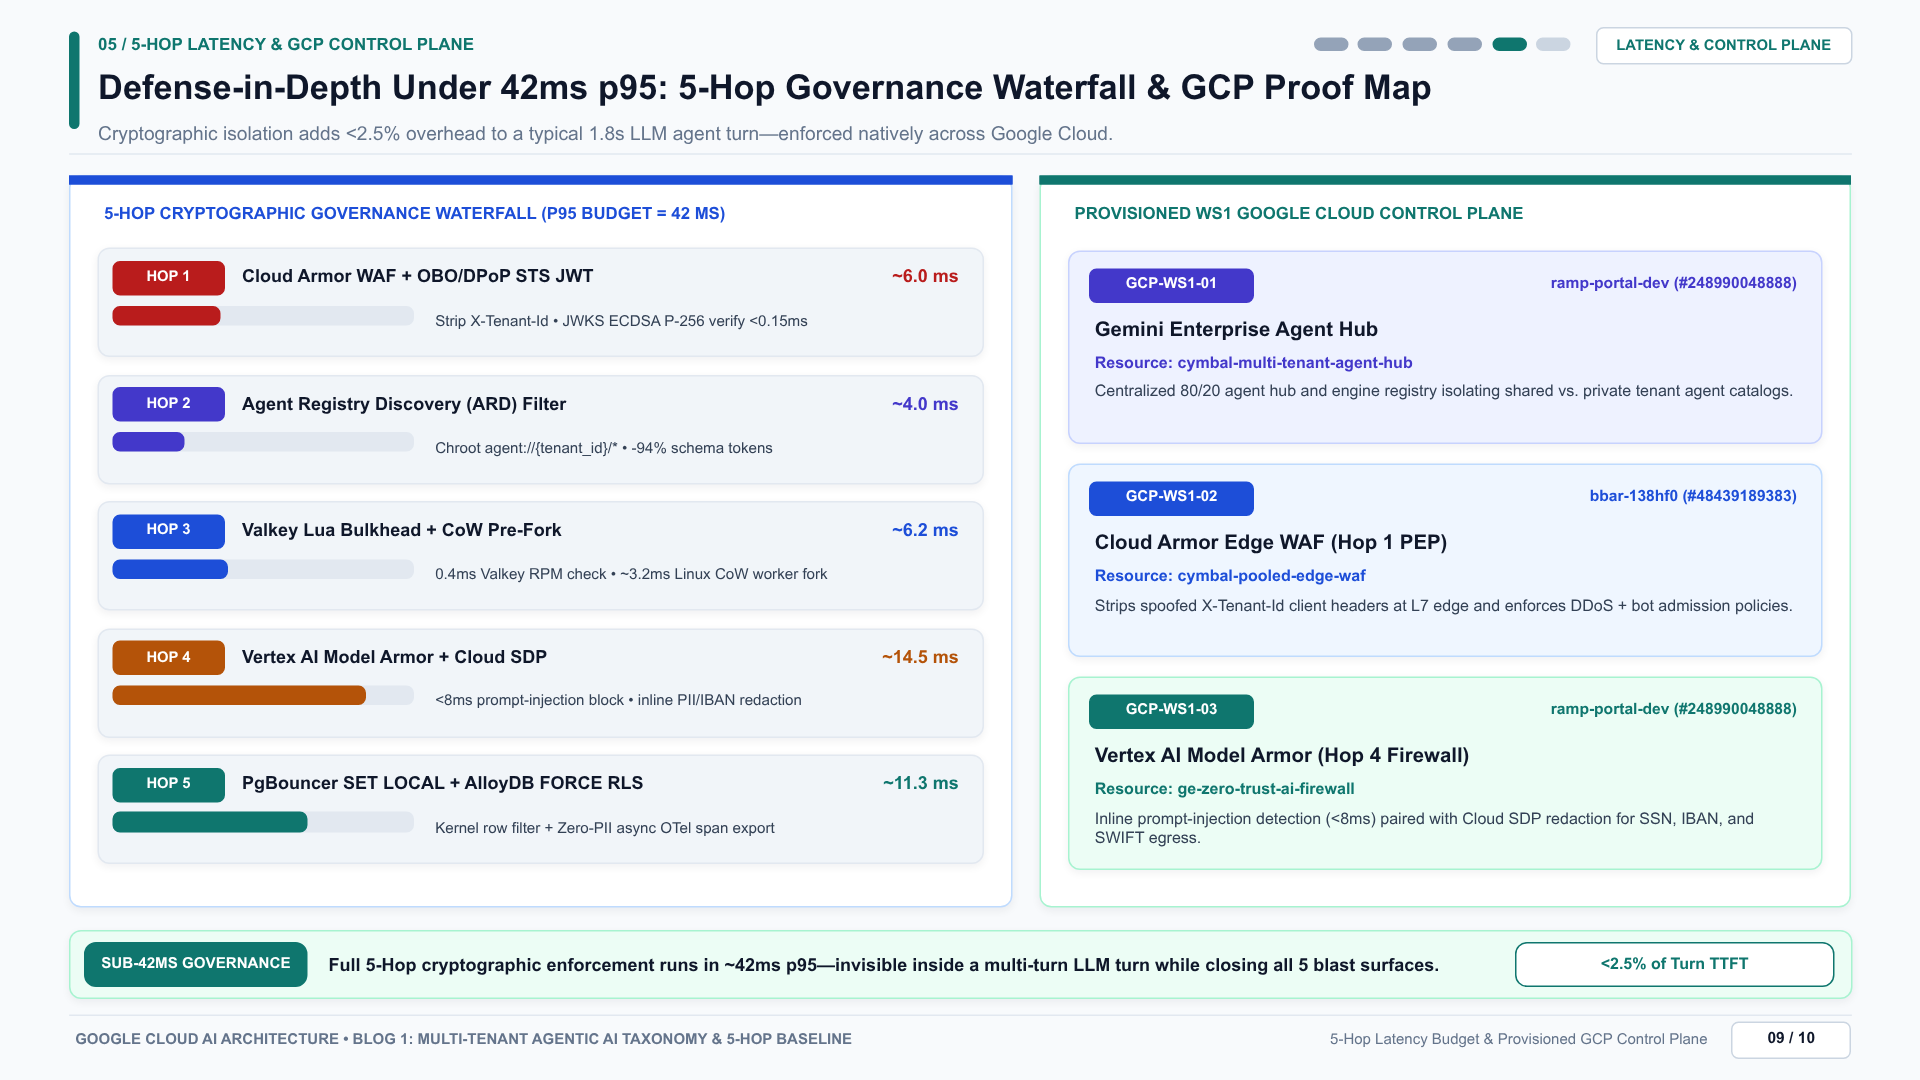 05 / 5-HOP LATENCY & GCP CONTROL PLANE
LATENCY & CONTROL PLANE
Defense-in-Depth Under 42ms p95: 5-Hop Governance Waterfall & GCP Proof Map
Cryptographic isolation adds <2.5% overhead to a typical 1.8s LLM agent turn—enforced natively across Google Cloud.
5-HOP CRYPTOGRAPHIC GOVERNANCE WATERFALL (P95 BUDGET = 42 MS)
HOP 1
Cloud Armor WAF + OBO/DPoP STS JWT
~6.0 ms
Strip X-Tenant-Id • JWKS ECDSA P-256 verify <0.15ms
HOP 2
Agent Registry Discovery (ARD) Filter
~4.0 ms
Chroot agent://{tenant_id}/* • -94% schema tokens
HOP 3
Valkey Lua Bulkhead + CoW Pre-Fork
~6.2 ms
0.4ms Valkey RPM check • ~3.2ms Linux CoW worker fork
HOP 4
Vertex AI Model Armor + Cloud SDP
~14.5 ms
<8ms prompt-injection block • inline PII/IBAN redaction
HOP 5
PgBouncer SET LOCAL + AlloyDB FORCE RLS
~11.3 ms
Kernel row filter + Zero-PII async OTel span export
PROVISIONED WS1 GOOGLE CLOUD CONTROL PLANE
GCP-WS1-01
ramp-portal-dev (#248990048888)
Gemini Enterprise Agent Hub
Resource: cymbal-multi-tenant-agent-hub
Centralized 80/20 agent hub and engine registry isolating shared vs. private tenant agent catalogs.
GCP-WS1-02
bbar-138hf0 (#48439189383)
Cloud Armor Edge WAF (Hop 1 PEP)
Resource: cymbal-pooled-edge-waf
Strips spoofed X-Tenant-Id client headers at L7 edge and enforces DDoS + bot admission policies.
GCP-WS1-03
ramp-portal-dev (#248990048888)
Vertex AI Model Armor (Hop 4 Firewall)
Resource: ge-zero-trust-ai-firewall
Inline prompt-injection detection (<8ms) paired with Cloud SDP redaction for SSN, IBAN, and
SWIFT egress.
SUB-42MS GOVERNANCE
Full 5-Hop cryptographic enforcement runs in ~42ms p95—invisible inside a multi-turn LLM turn while closing all 5 blast surfaces.
<2.5% of Turn TTFT
GOOGLE CLOUD AI ARCHITECTURE • BLOG 1: MULTI-TENANT AGENTIC AI TAXONOMY & 5-HOP BASELINE
5-Hop Latency Budget & Provisioned GCP Control Plane
09 / 10